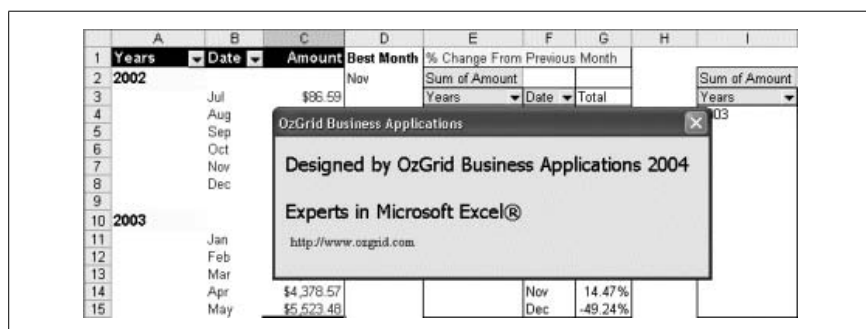 A B C D E F G H I
1 Years Date Amount Best Month % Change From Previous Month
2 2002 Nov Sum of Amount Sum of Amount
3 Jul $86.59 Years Date Total Years
4 Aug
5 Sep
6 Oct
7 Nov
8 Dec
9
10 2003
11 Jan
12 Feb
13 Mar
14 Apr $4,378.57 Nov 14.47%
15 May $5,523.48 Dec -49.24%
OzGrid Business Applications
Designed by OzGrid Business Applications 2004
Experts in Microsoft Excel®
http://www.ozgrid.com